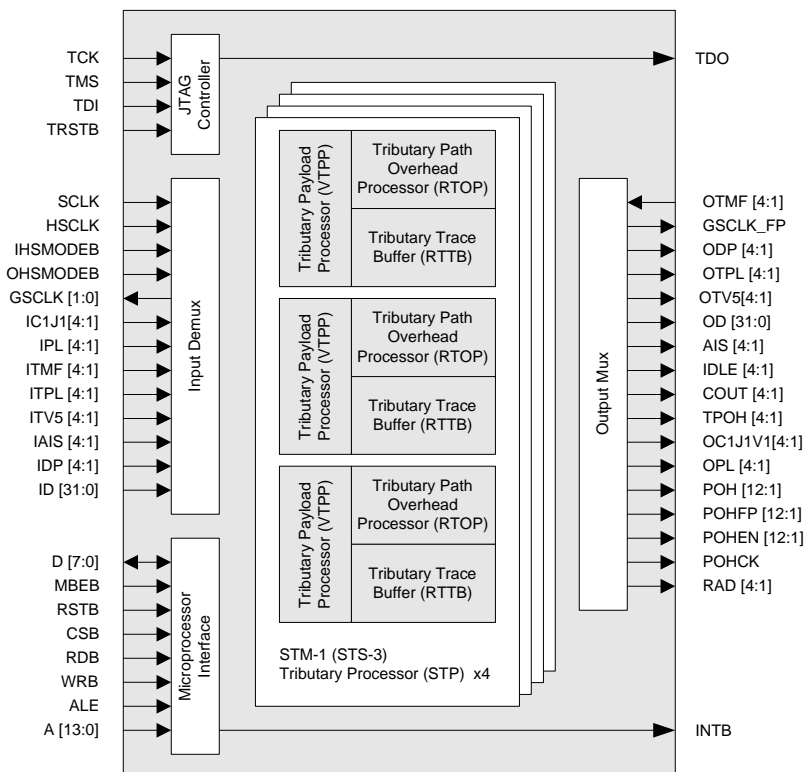 TCK
TMS
TDI
TRSTB
JTAG
Controller
TDO
SCLK
HSCLK
IHSMODEB
OHSMODEB
GSCLK [1:0]
IC1J1[4:1]
IPL [4:1]
ITMF [4:1]
ITPL [4:1]
ITV5 [4:1]
IAIS [4:1]
IDP [4:1]
ID [31:0]
Input Demux
D [7:0]
MBEB
RSTB
CSB
RDB
WRB
ALE
A [13:0]
Microprocessor
Interface
Tributary Payload
Processor (VTPP)
Tributary Path
Overhead
Processor (RTOP)
Tributary Trace
Buffer (RTTB)
Tributary Payload
Processor (VTPP)
Tributary Path
Overhead
Processor (RTOP)
Tributary Trace
Buffer (RTTB)
Tributary Payload
Processor (VTPP)
Tributary Path
Overhead
Processor (RTOP)
Tributary Trace
Buffer (RTTB)
STM-1 (STS-3)
Tributary Processor (STP) x4
Output Mux
OTMF [4:1]
GSCLK_FP
ODP [4:1]
OTPL [4:1]
OTV5[4:1]
OD [31:0]
AIS [4:1]
IDLE [4:1]
COUT [4:1]
TPOH [4:1]
OC1J1V1[4:1]
OPL [4:1]
POH [12:1]
POHFP [12:1]
POHEN [12:1]
POHCK
RAD [4:1]
INTB